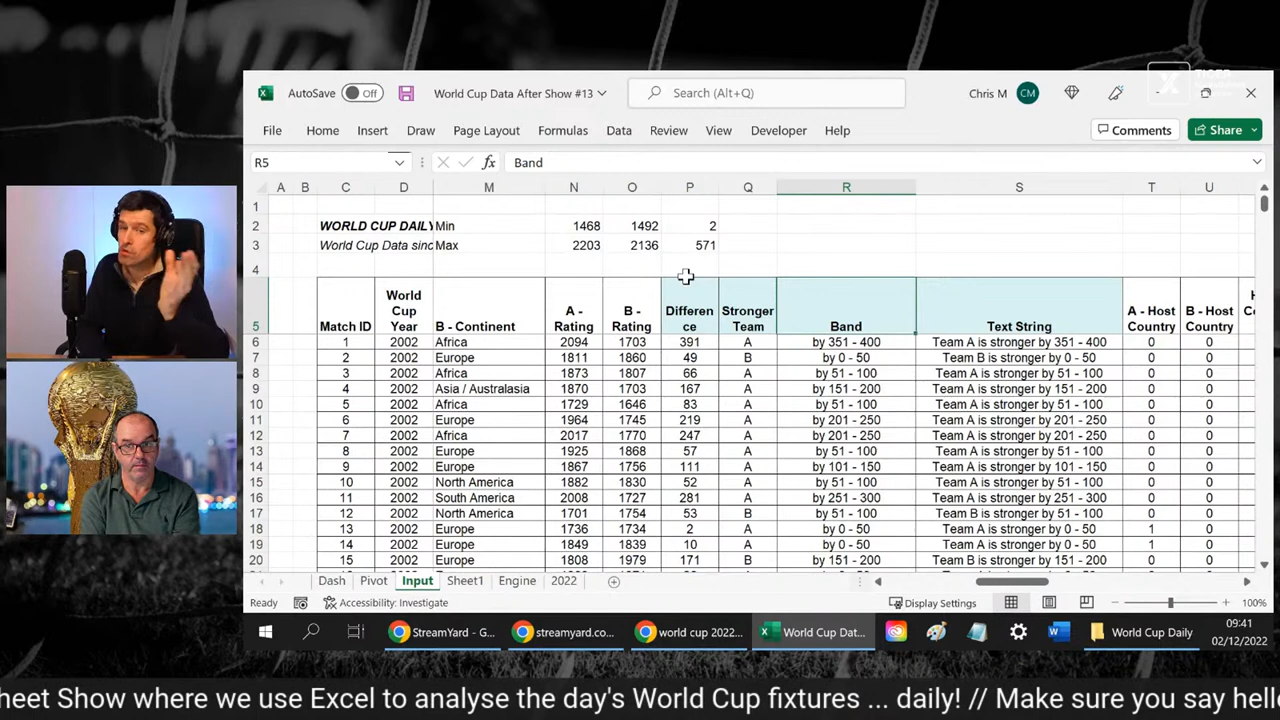 AutoSave Off World Cup Data After Show #13 Search (Alt+Q) Chris M CM
File Home Insert Draw Page Layout Formulas Data Review View Developer Help Comments Share
R5 fx Band
A B C D M N O P Q R S T U
1
2 WORLD CUP DAILY Min 1468 1492 2
3 World Cup Data sinc Max 2203 2136 571
4
5 Match ID World Cup Year B - Continent A - Rating B - Rating Differen ce Stronger Team Band Text String A - Host Country B - Host Country
6 1 2002 Africa 2094 1703 391 A by 351 - 400 Team A is stronger by 351 - 400 0 0
7 2 2002 Europe 1811 1860 49 B by 0 - 50 Team B is stronger by 0 - 50 0 0
8 3 2002 Africa 1873 1807 66 A by 51 - 100 Team A is stronger by 51 - 100 0 0
9 4 2002 Asia / Australasia 1870 1703 167 A by 151 - 200 Team A is stronger by 151 - 200 0 0
10 5 2002 Africa 1729 1646 83 A by 51 - 100 Team A is stronger by 51 - 100 0 0
11 6 2002 Europe 1964 1745 219 A by 201 - 250 Team A is stronger by 201 - 250 0 0
12 7 2002 Africa 2017 1770 247 A by 201 - 250 Team A is stronger by 201 - 250 0 0
13 8 2002 Europe 1925 1868 57 A by 51 - 100 Team A is stronger by 51 - 100 0 0
14 9 2002 Europe 1867 1756 111 A by 101 - 150 Team A is stronger by 101 - 150 0 0
15 10 2002 North America 1882 1830 52 A by 51 - 100 Team A is stronger by 51 - 100 0 0
16 11 2002 South America 2008 1727 281 A by 251 - 300 Team A is stronger by 251 - 300 0 0
17 12 2002 North America 1701 1754 53 B by 51 - 100 Team B is stronger by 51 - 100 0 0
18 13 2002 Europe 1736 1734 2 A by 0 - 50 Team A is stronger by 0 - 50 1 0
19 14 2002 Europe 1849 1839 10 A by 0 - 50 Team A is stronger by 0 - 50 1 0
20 15 2002 Europe 1808 1979 171 B by 151 - 200 Team B is stronger by 151 - 200 0 0
Dash Pivot Input Sheet1 Engine 2022
Ready Accessibility: Investigate Display Settings 100%
StreamYard - G... streamyard.co... world cup 2022... World Cup Dat... World Cup Daily 09:41
02/12/2022
heet Show where we use Excel to analyse the day's World Cup fixtures ... daily! // Make sure you say hell